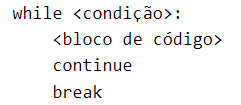 while <condição>:
    <bloco de código>
    continue
    break